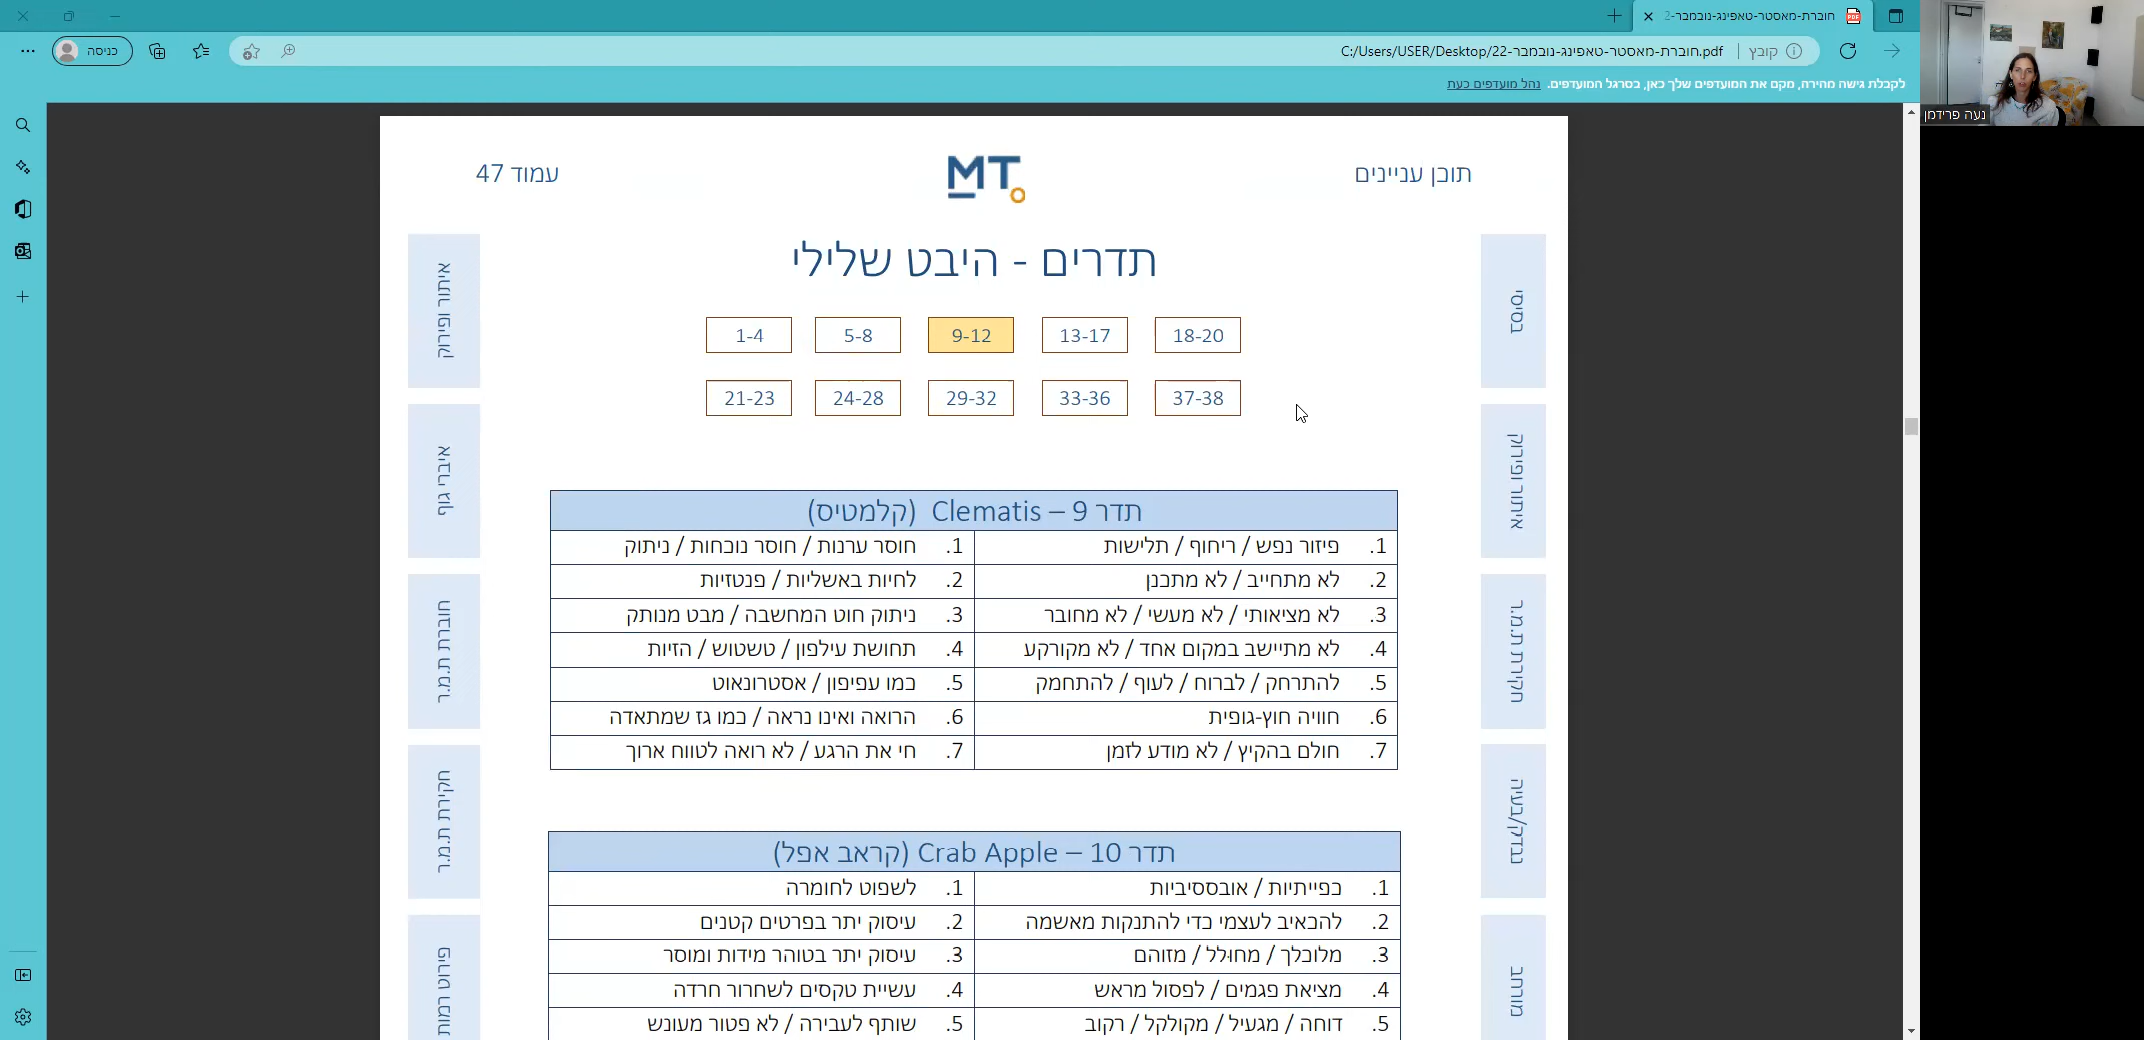 חוברת-מאסטר-טאפינג-נובמבר-2
כניסה
קובץ
C:/Users/USER/Desktop/חוברת-מאסטר-טאפינג-נובמבר-22.pdf
לקבלת גישה מהירה, מקם את המועדפים שלך כאן, בסרגל המועדפים. נהל מועדפים כעת
נעה פרידמן
תוכן עניינים
MT
עמוד 47
תדרים - היבט שלילי
1-4 5-8 9-12 13-17 18-20
21-23 24-28 29-32 33-36 37-38
בסיסי
איתור ופירוק
חקירת ת.מ.ר
נבדק/בעיה
מורחב
איתור ופירוק
איברי גוף
חוברת ת.מ.ר
חקירת ת.מ.ר
פירוט רמות
תדר 9 – Clematis (קלמטיס)
1. פיזור נפש / ריחוף / תלישות 1. חוסר ערנות / חוסר נוכחות / ניתוק
2. לא מתחייב / לא מתכנן 2. לחיות באשליות / פנטזיות
3. לא מציאותי / לא מעשי / לא מחובר 3. ניתוק חוט המחשבה / מבט מנותק
4. לא מתיישב במקום אחד / לא מקורקע 4. תחושת עילפון / טשטוש / הזיות
5. להתרחק / לברוח / לעוף / להתחמק 5. כמו עפיפון / אסטרונאוט
6. חוויה חוץ-גופית 6. הרואה ואינו נראה / כמו גז שמתאדה
7. חולם בהקיץ / לא מודע לזמן 7. חי את הרגע / לא רואה לטווח ארוך
תדר 10 – Crab Apple (קראב אפל)
1. כפייתיות / אובססיביות 1. לשפוט לחומרה
2. להכאיב לעצמי כדי להתנקות מאשמה 2. עיסוק יתר בפרטים קטנים
3. מלוכלך / מחולל / מזוהם 3. עיסוק יתר בטוהר מידות ומוסר
4. מציאת פגמים / לפסול מראש 4. עשיית טקסים לשחרור חרדה
5. דוחה / מגעיל / מקולקל / רקוב 5. שותף לעבירה / לא פטור מעונש